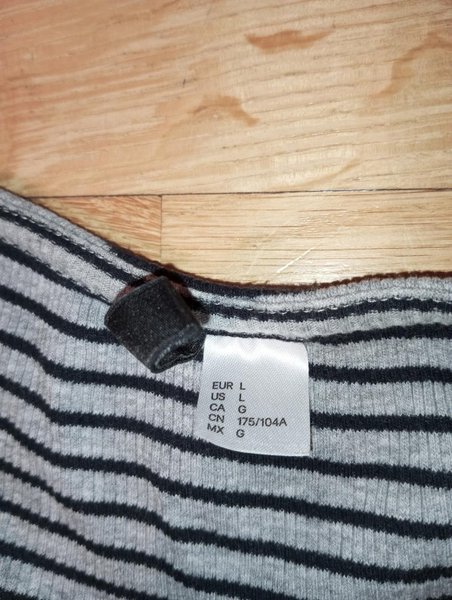 EUR L
US L
CA G
CN 175/104A
MX G